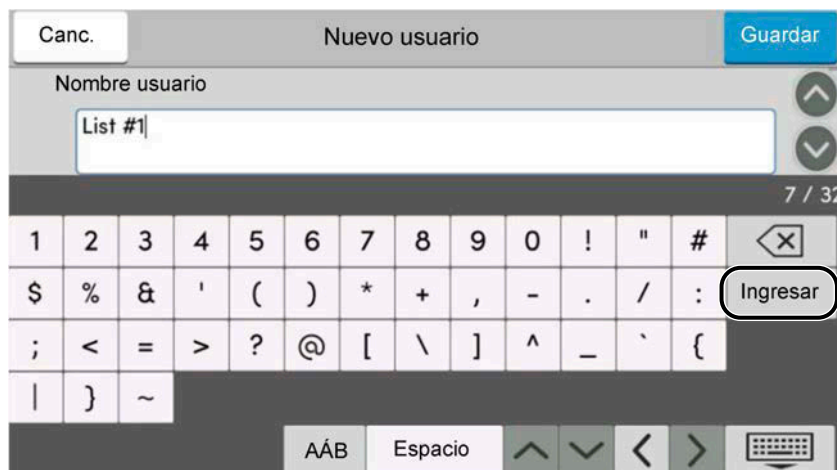 Canc. Nuevo usuario Guardar
Nombre usuario
List #1
7 / 32
1 2 3 4 5 6 7 8 9 0 ! " #
$ % & ' ( ) * + , - . / : Ingresar
; < = > ? @ [ \ ] ^ _ ` {
| } ~
AÁB Espacio